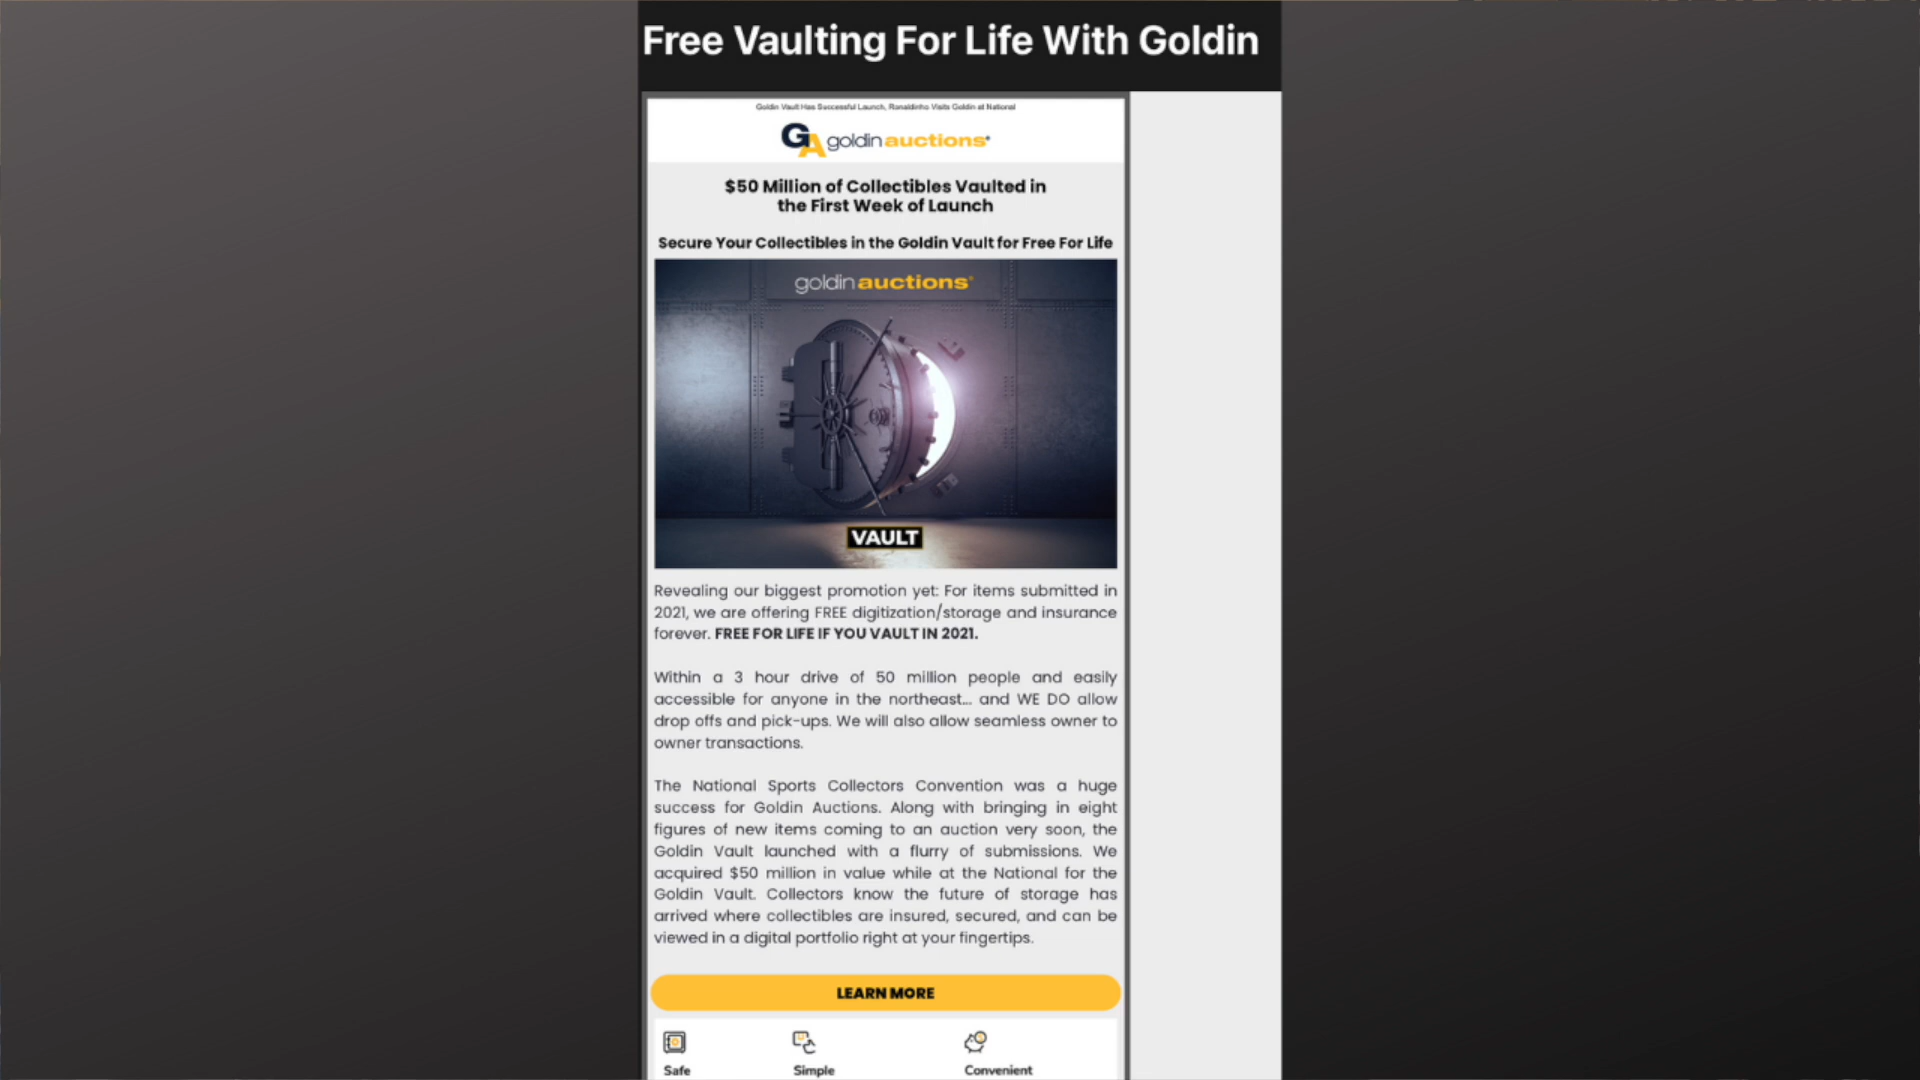 Free Vaulting For Life With Goldin
Goldin Vault Has Successful Launch, Ronaldinho Visits Goldin at National
GA goldin auctions®
$50 Million of Collectibles Vaulted in
the First Week of Launch
Secure Your Collectibles in the Goldin Vault for Free For Life
goldin auctions®
VAULT
Revealing our biggest promotion yet: For items submitted in
2021, we are offering FREE digitization/storage and insurance
forever. FREE FOR LIFE IF YOU VAULT IN 2021.
Within a 3 hour drive of 50 million people and easily
accessible for anyone in the northeast... and WE DO allow
drop offs and pick-ups. We will also allow seamless owner to
owner transactions.
The National Sports Collectors Convention was a huge
success for Goldin Auctions. Along with bringing in eight
figures of new items coming to an auction very soon, the
Goldin Vault launched with a flurry of submissions. We
acquired $50 million in value while at the National for the
Goldin Vault. Collectors know the future of storage has
arrived where collectibles are insured, secured, and can be
viewed in a digital portfolio right at your fingertips.
LEARN MORE
Safe Simple Convenient